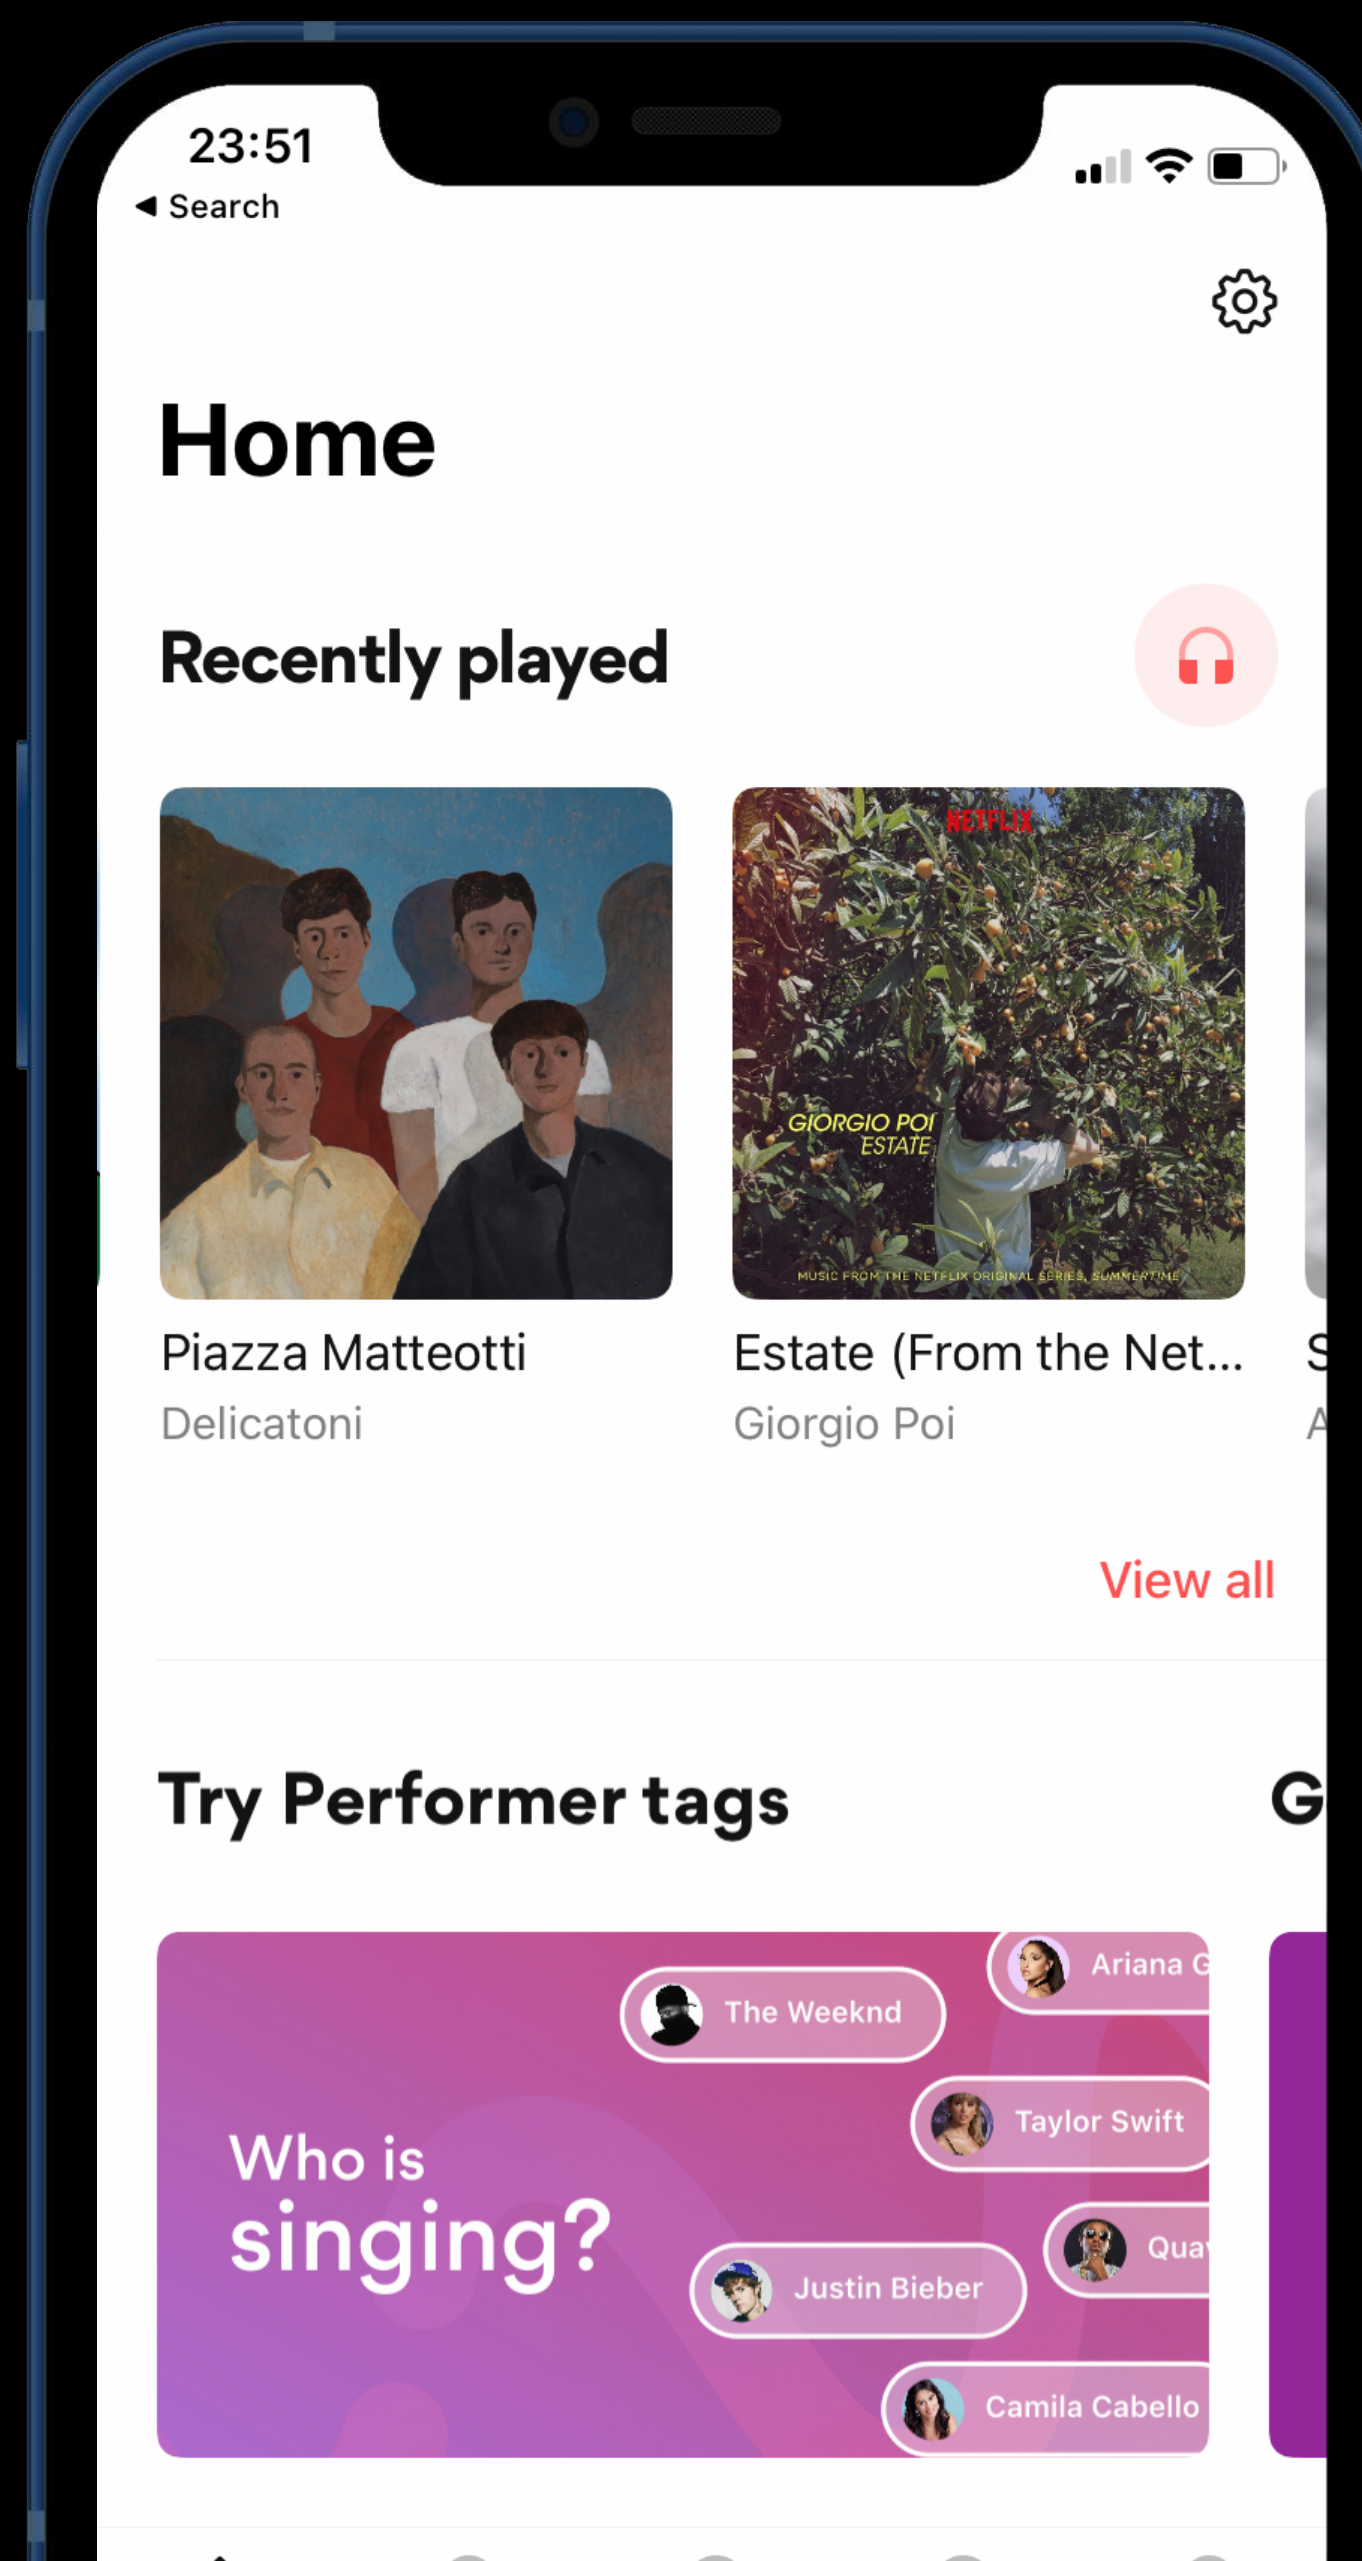 23:51
◀ Search
Home
Recently played
NETFLIX
GIORGIO POI
ESTATE
MUSIC FROM THE NETFLIX ORIGINAL SERIES, SUMMERTIME
Piazza Matteotti
Estate (From the Net...
S
Delicatoni
Giorgio Poi
A
View all
Try Performer tags
G
Ariana G
The Weeknd
Taylor Swift
Who is
singing?
Qua
Justin Bieber
Camila Cabello